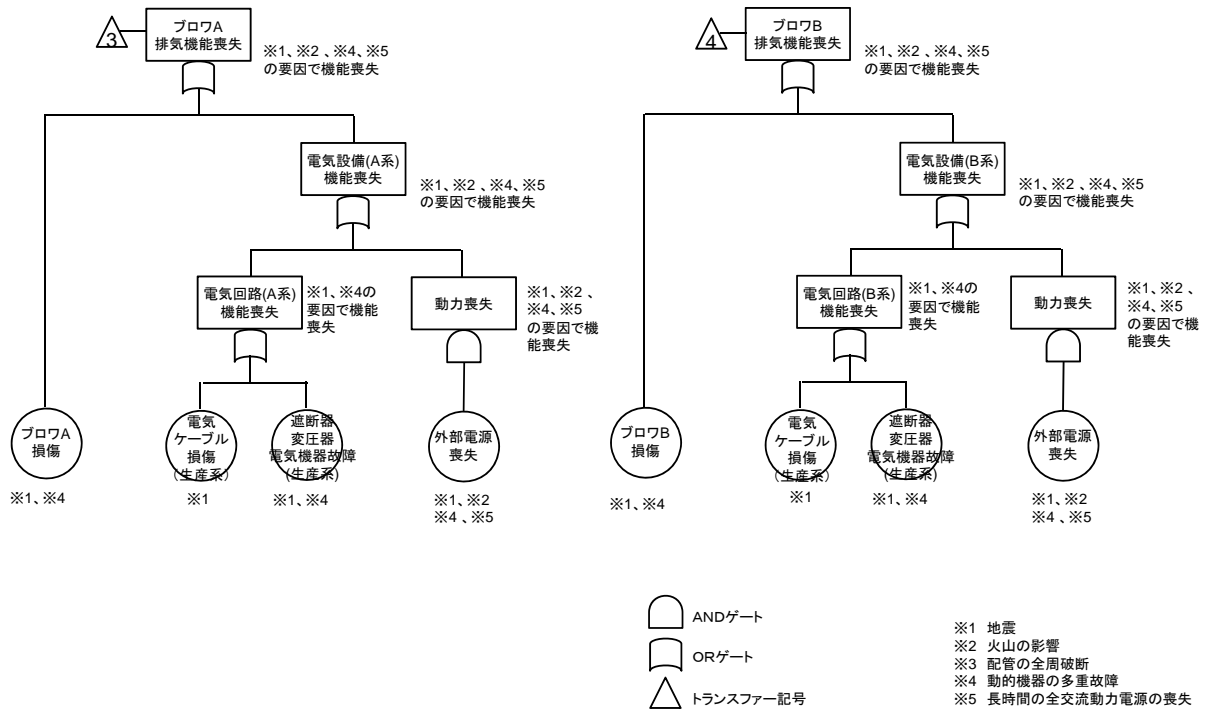 3
ブロワA
排気機能喪失
※1、※2 、※4、※5
の要因で機能喪失
電気設備(A系)
機能喪失
※1、※2 、※4、※5
の要因で機能喪失
電気回路(A系)
機能喪失
※1、※4の
要因で機能
喪失
動力喪失
※1、※2 、
※4、※5
の要因で機
能喪失
ブロワA
損傷
※1、※4
電気
ケーブル
損傷
(生産系)
※1
遮断器
変圧器
電気機器故障
(生産系)
※1、※4
外部電源
喪失
※1、※2
※4 、※5
4
ブロワB
排気機能喪失
※1、※2 、※4、※5
の要因で機能喪失
電気設備(B系)
機能喪失
※1、※2 、※4、※5
の要因で機能喪失
電気回路(B系)
機能喪失
※1、※4の
要因で機能
喪失
動力喪失
※1、※2 、
※4、※5
の要因で機
能喪失
ブロワB
損傷
※1、※4
電気
ケーブル
損傷
(生産系)
※1
遮断器
変圧器
電気機器故障
(生産系)
※1、※4
外部電源
喪失
※1、※2
※4 、※5
ANDゲート
ORゲート
トランスファー記号
※1 地震
※2 火山の影響
※3 配管の全周破断
※4 動的機器の多重故障
※5 長時間の全交流動力電源の喪失